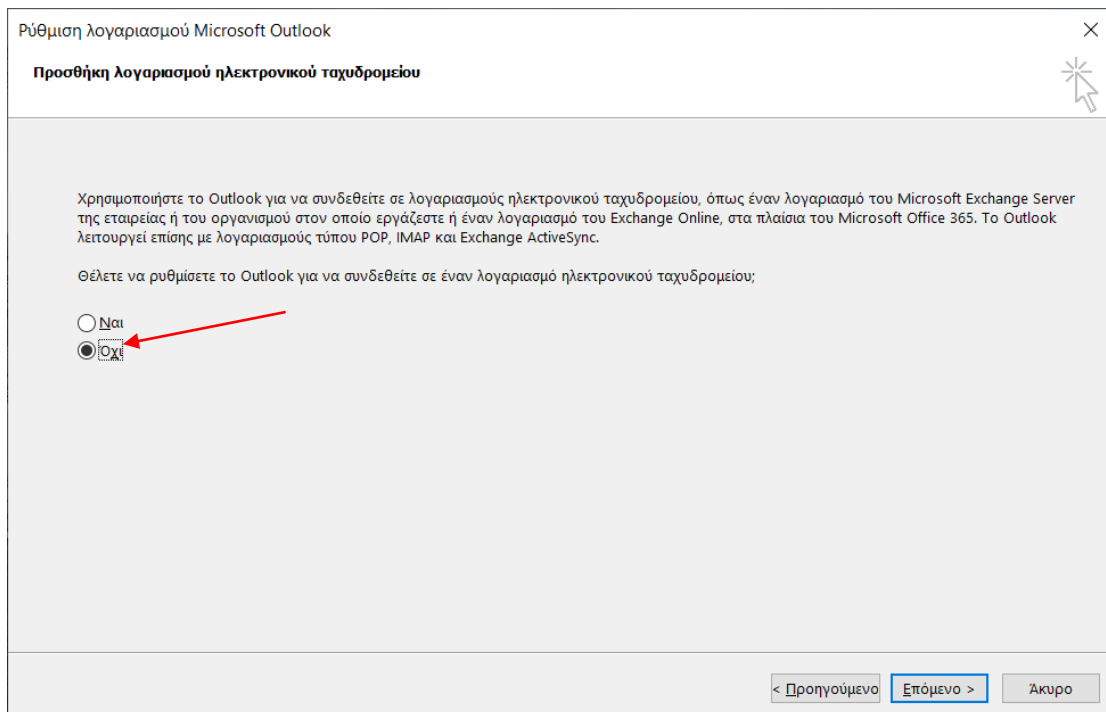 Ρύθμιση λογαριασμού Microsoft Outlook
Προσθήκη λογαριασμού ηλεκτρονικού ταχυδρομείου
Χρησιμοποιήστε το Outlook για να συνδεθείτε σε λογαριασμούς ηλεκτρονικού ταχυδρομείου, όπως έναν λογαριασμό του Microsoft Exchange Server
της εταιρείας ή του οργανισμού στον οποίο εργάζεστε ή έναν λογαριασμό του Exchange Online, στα πλαίσια του Microsoft Office 365. Το Outlook
λειτουργεί επίσης με λογαριασμούς τύπου POP, IMAP και Exchange ActiveSync.
Θέλετε να ρυθμίσετε το Outlook για να συνδεθείτε σε έναν λογαριασμό ηλεκτρονικού ταχυδρομείου;
Ναι
Όχι
< Προηγούμενο Επόμενο > Άκυρο